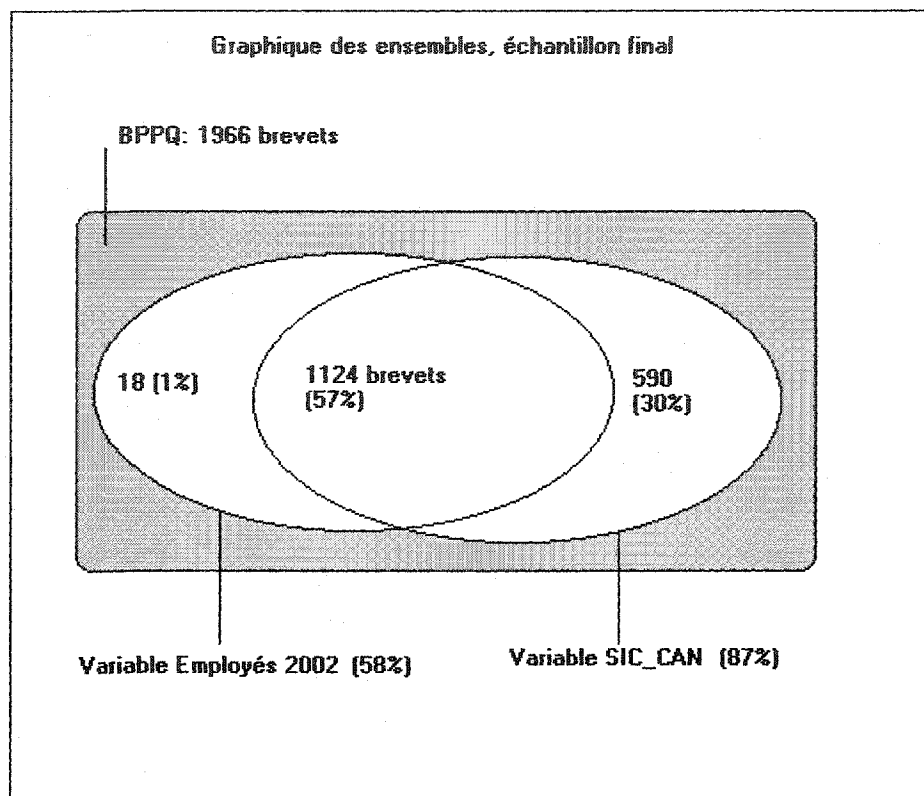 Graphique des ensembles, échantillon final
BPPQ: 1966 brevets
18 (1%)
1124 brevets
(57%)
590
(30%)
Variable Employés 2002 (58%)
Variable SIC_CAN (87%)